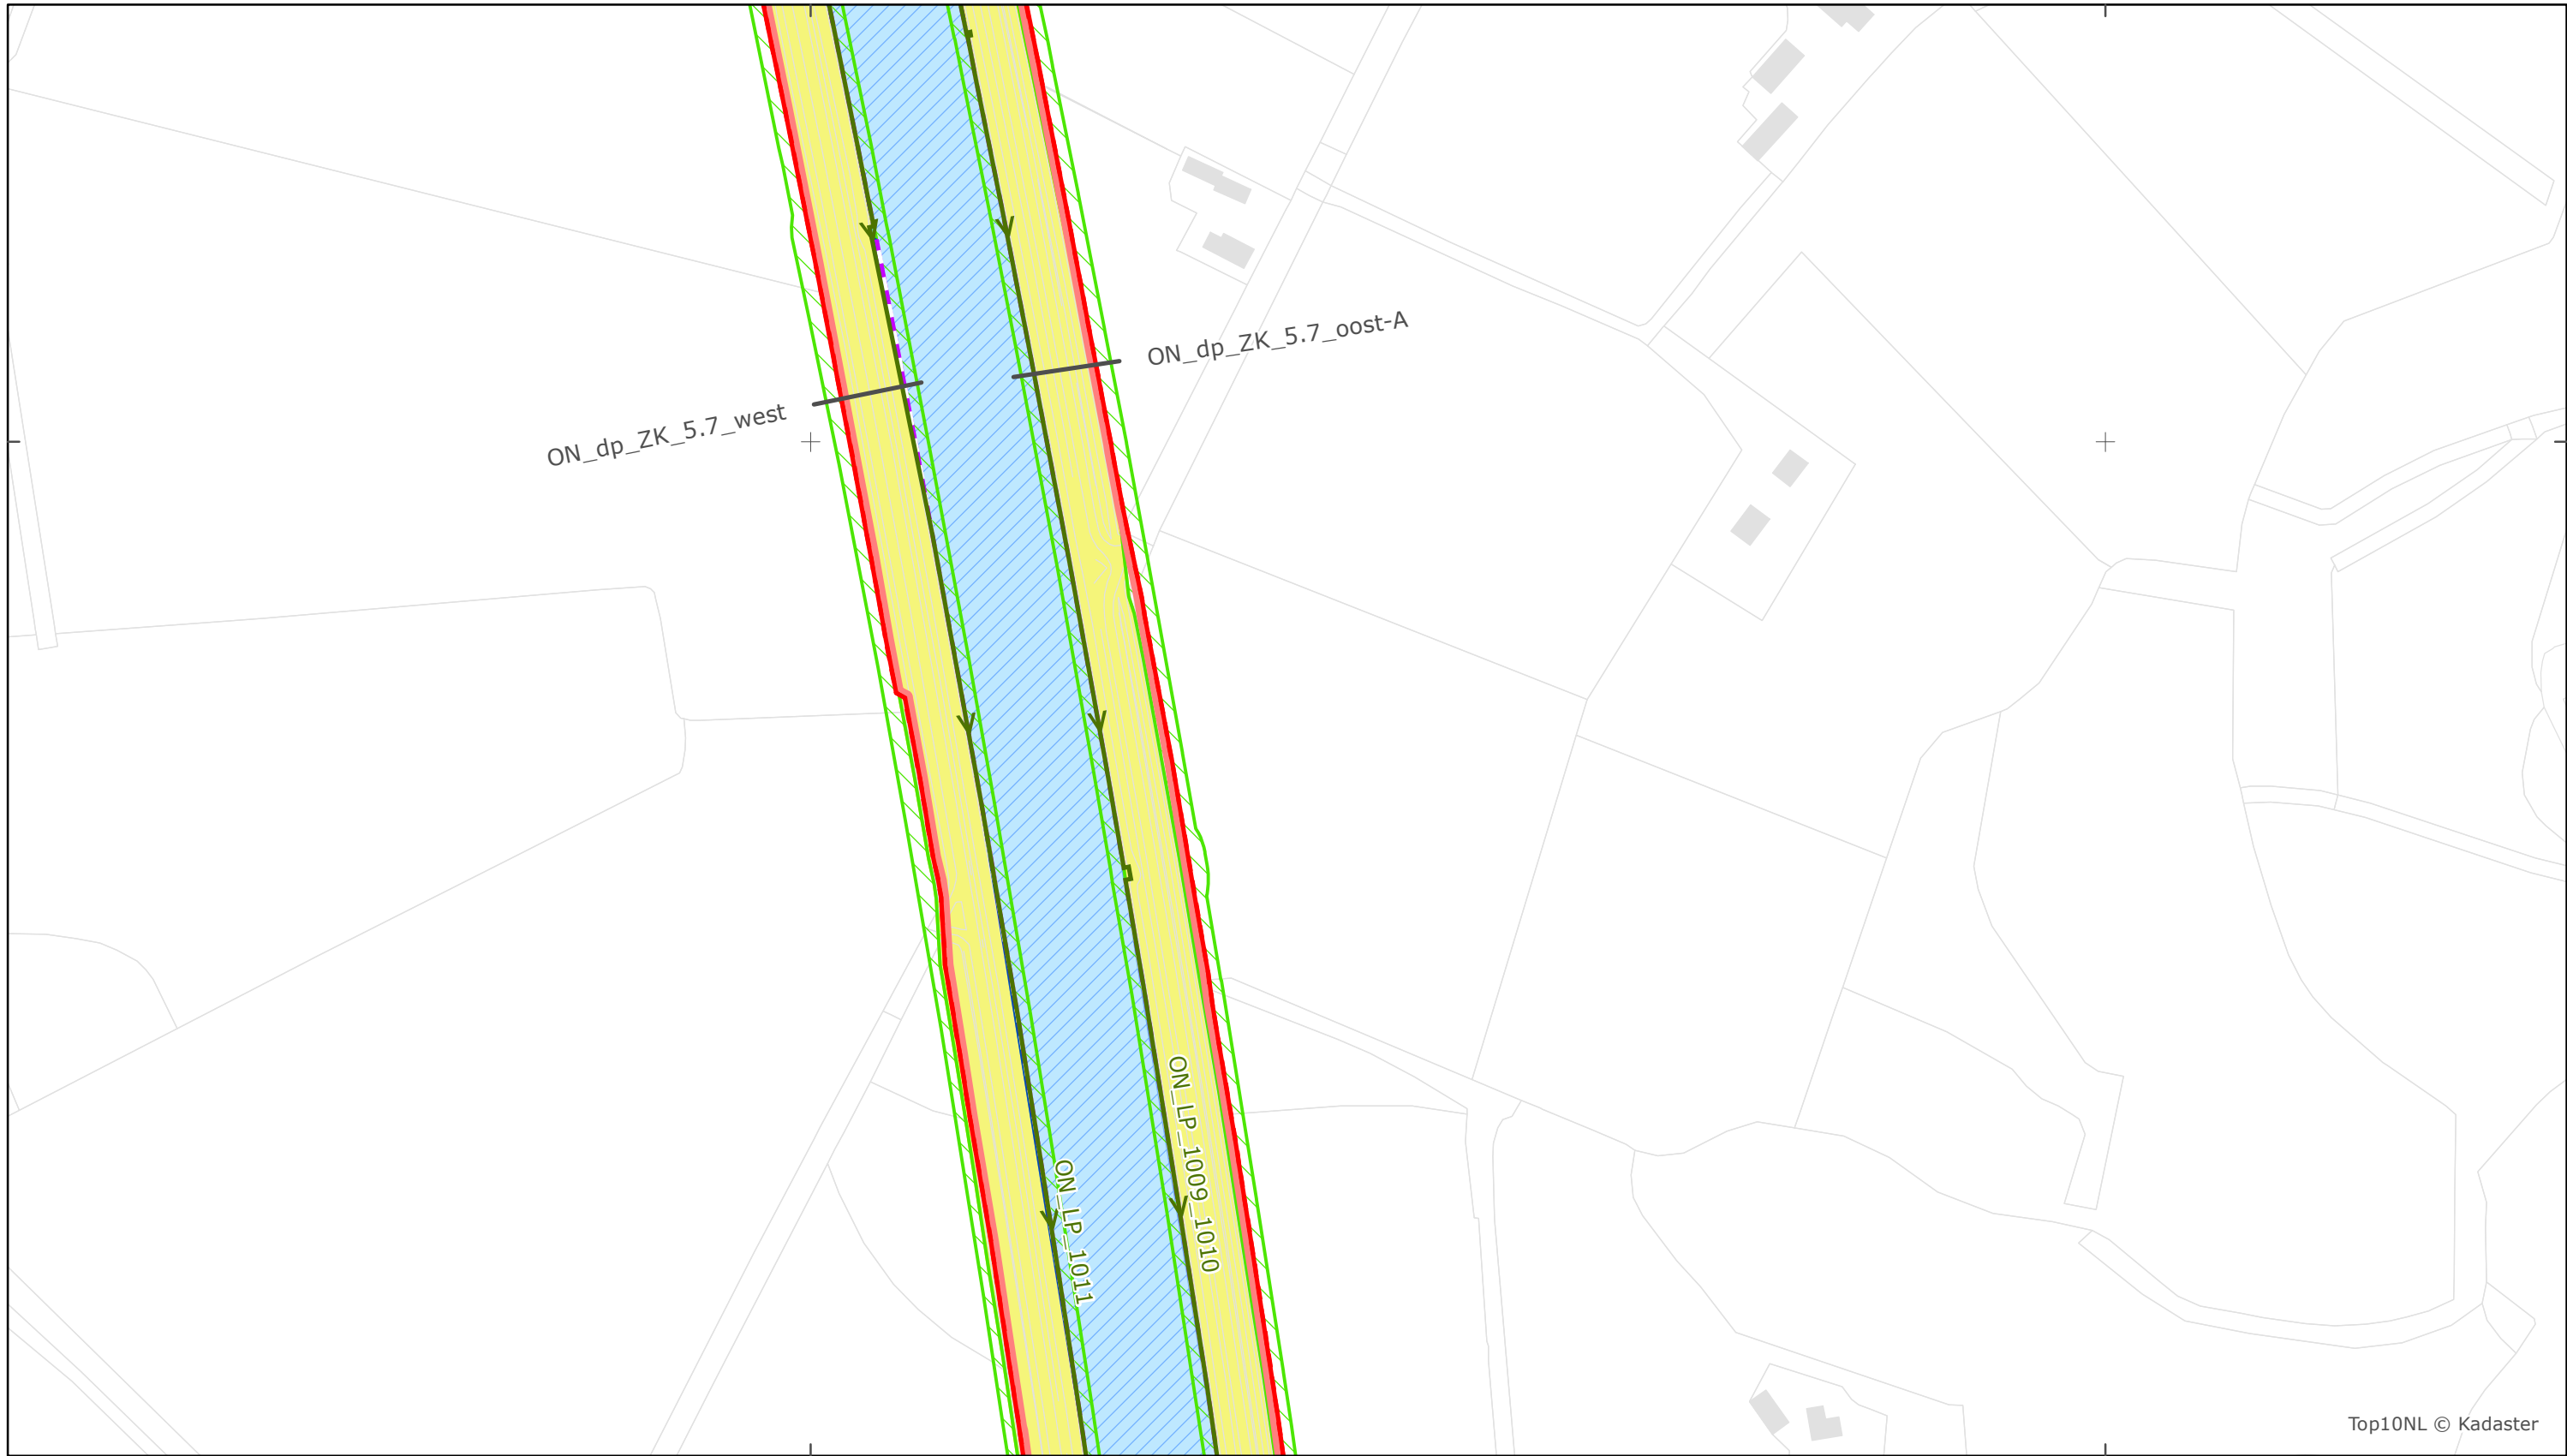 ON_dp_ZK_5.7_oost-A
ON_dp_ZK_5.7_west
ON_LP_1009_1010
ON_LP_1011
Top10NL © Kadaster